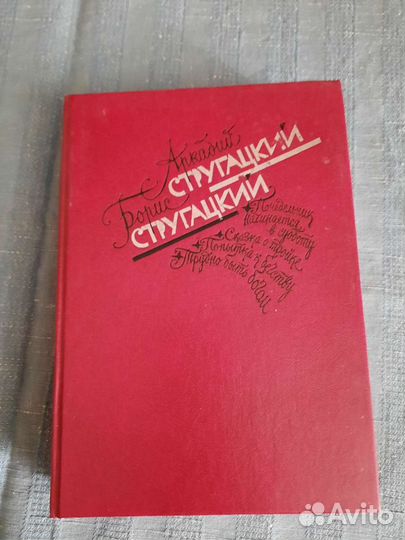 Аркадий
СТРУГАЦКИЙ
Борис
СТРУГАЦКИЙ
Понедельник
начинается
в субботу
Сказка о тройке
Попытка к бегству
Трудно быть богом
Avito